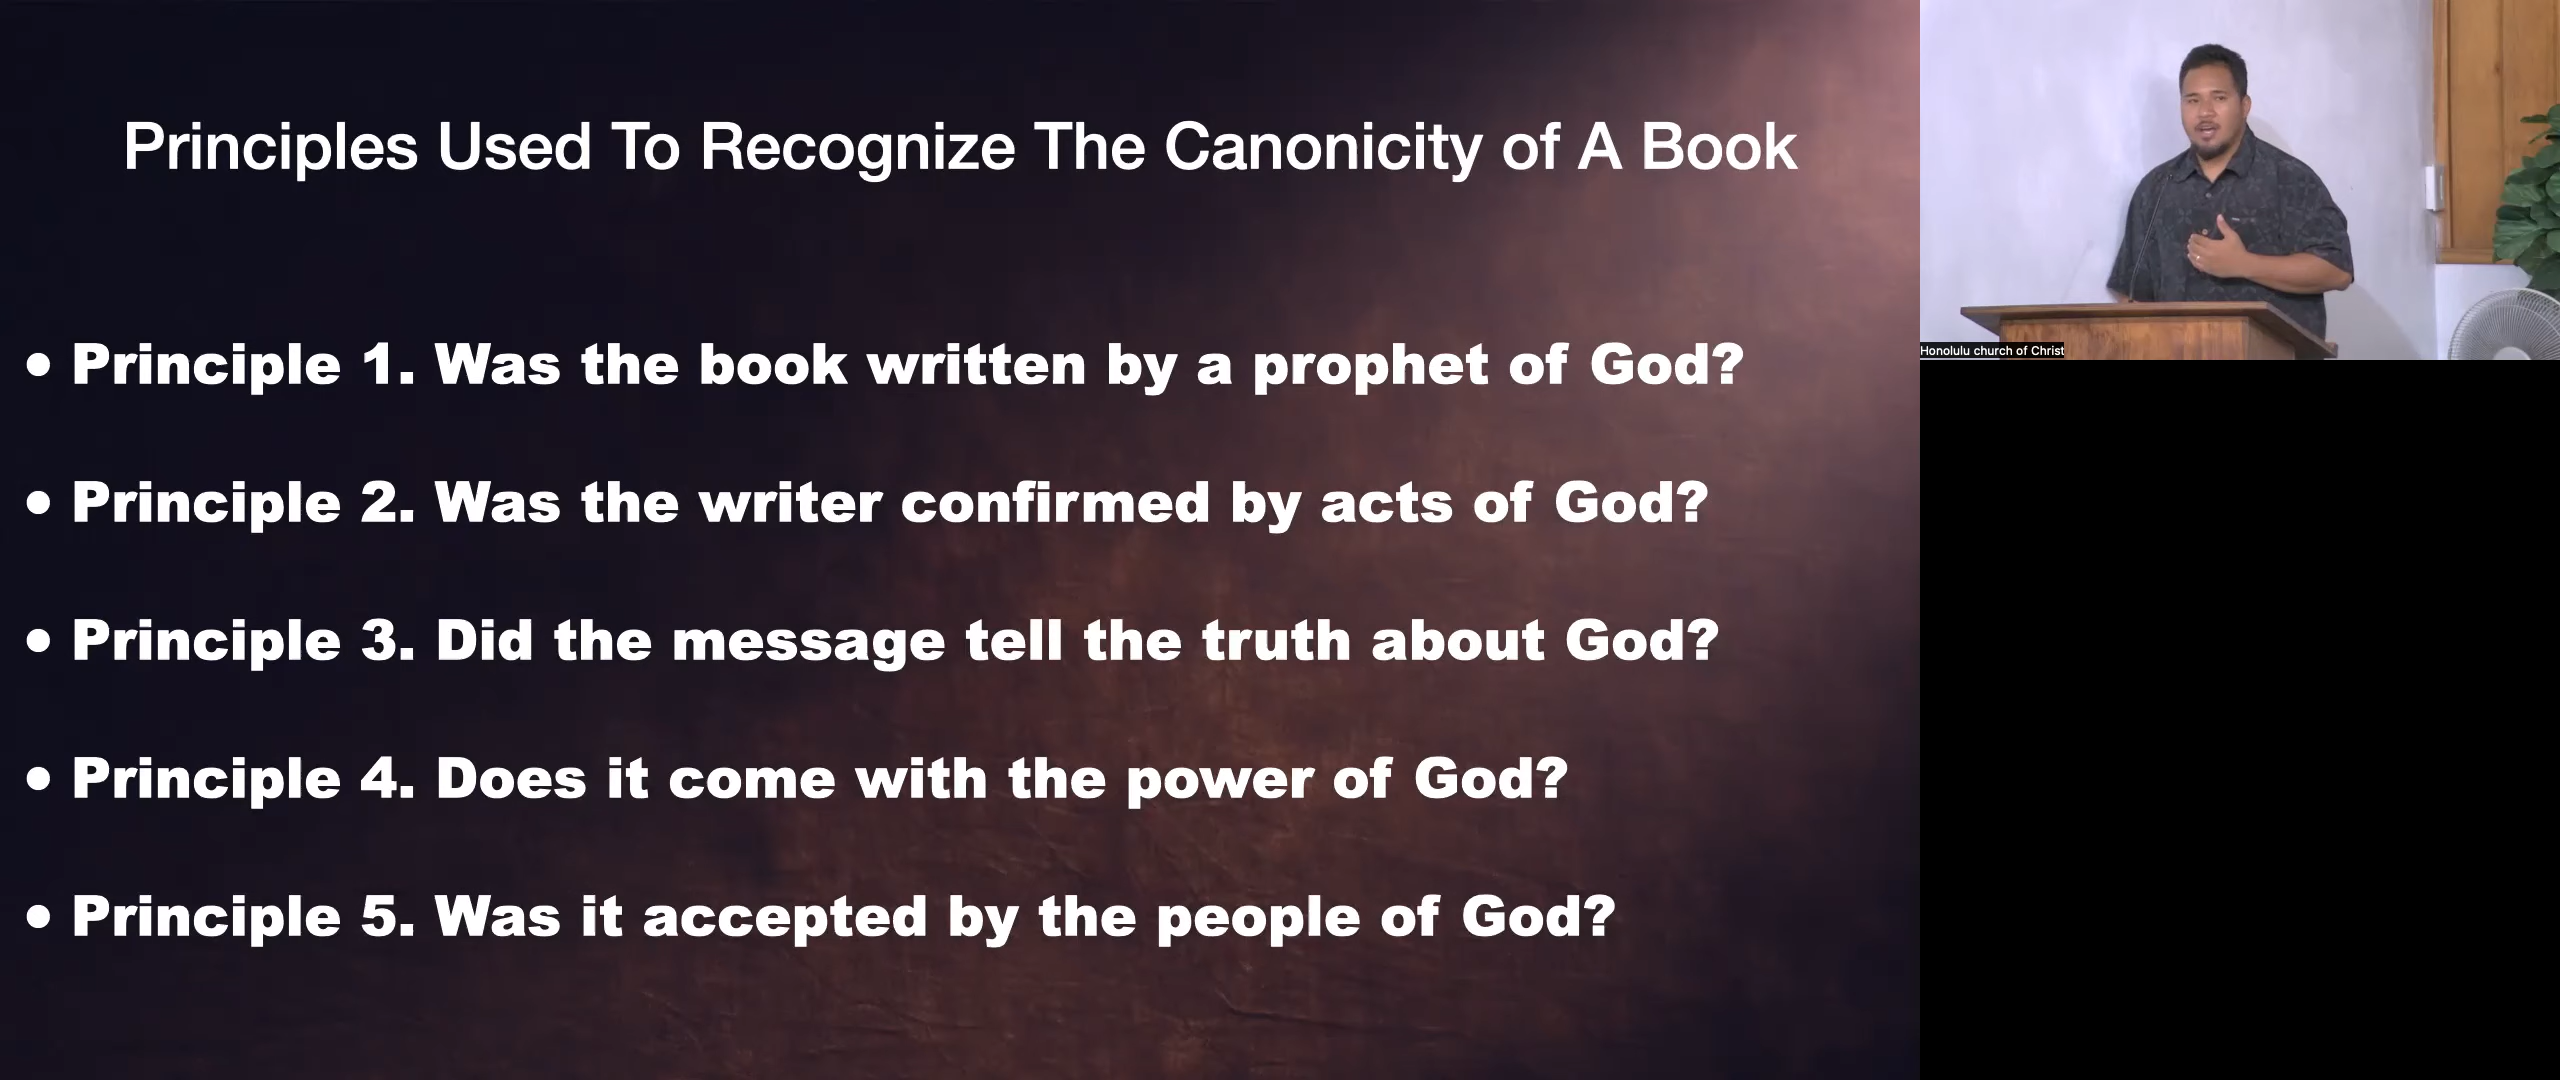 Principles Used To Recognize The Canonicity of A Book
• Principle 1. Was the book written by a prophet of God?
• Principle 2. Was the writer confirmed by acts of God?
• Principle 3. Did the message tell the truth about God?
• Principle 4. Does it come with the power of God?
• Principle 5. Was it accepted by the people of God?
Honolulu church of Christ